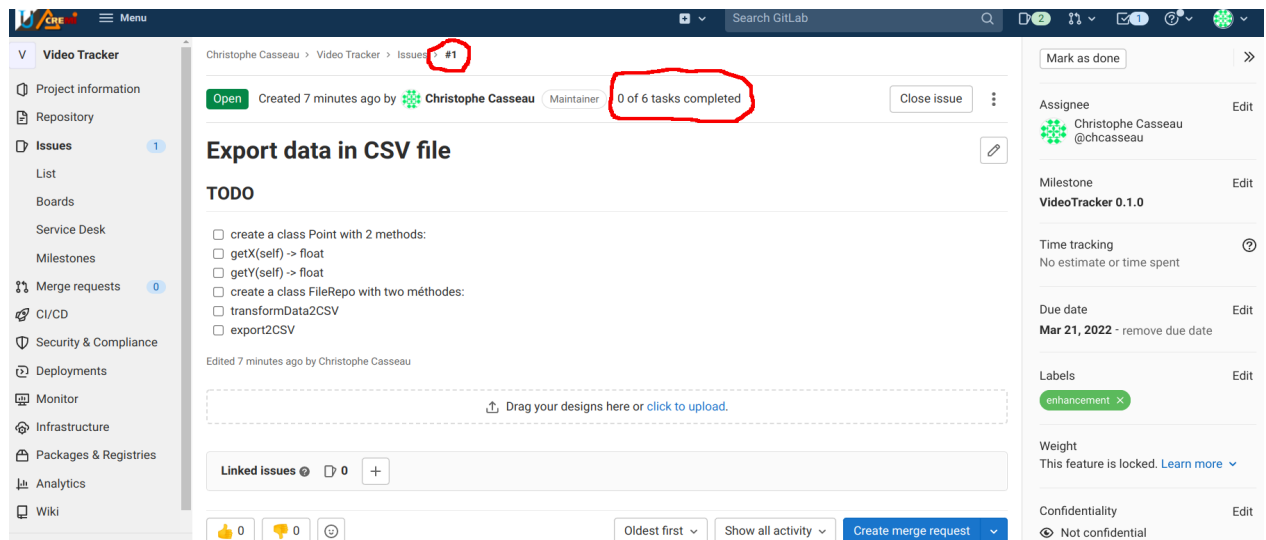 U/CRE
Menu
Search GitLab
2
1
V Video Tracker
Project information
Repository
Issues 1
List
Boards
Service Desk
Milestones
Merge requests 0
CI/CD
Security & Compliance
Deployments
Monitor
Infrastructure
Packages & Registries
Analytics
Wiki
Christophe Casseau > Video Tracker > Issues > #1
Open Created 7 minutes ago by Christophe Casseau Maintainer 0 of 6 tasks completed
Close issue
Export data in CSV file
TODO
create a class Point with 2 methods:
getX(self) -> float
getY(self) -> float
create a class FileRepo with two méthodes:
transformData2CSV
export2CSV
Edited 7 minutes ago by Christophe Casseau
Drag your designs here or click to upload.
Linked issues 0 +
👍 0 👎 0
Oldest first Show all activity Create merge request
Mark as done
Assignee Edit
Christophe Casseau
@chcasseau
Milestone Edit
VideoTracker 0.1.0
Time tracking
No estimate or time spent
Due date Edit
Mar 21, 2022 - remove due date
Labels Edit
enhancement ×
Weight
This feature is locked. Learn more
Confidentiality Edit
Not confidential